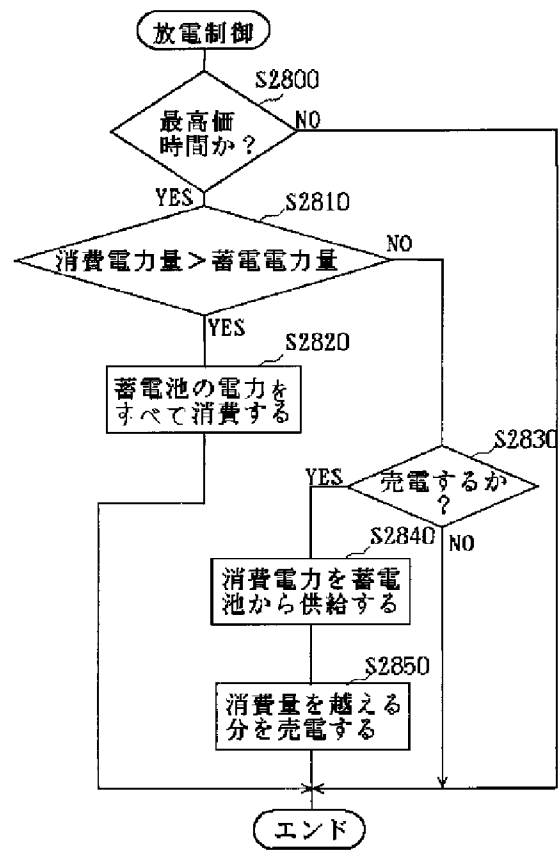 放電制御
S2800
最高価
時間か?
NO
YES
S2810
消費電力量>蓄電電力量
NO
YES
S2820
蓄電池の電力を
すべて消費する
S2830
売電するか
?
YES
NO
S2840
消費電力を蓄電
池から供給する
S2850
消費量を越える
分を売電する
エンド